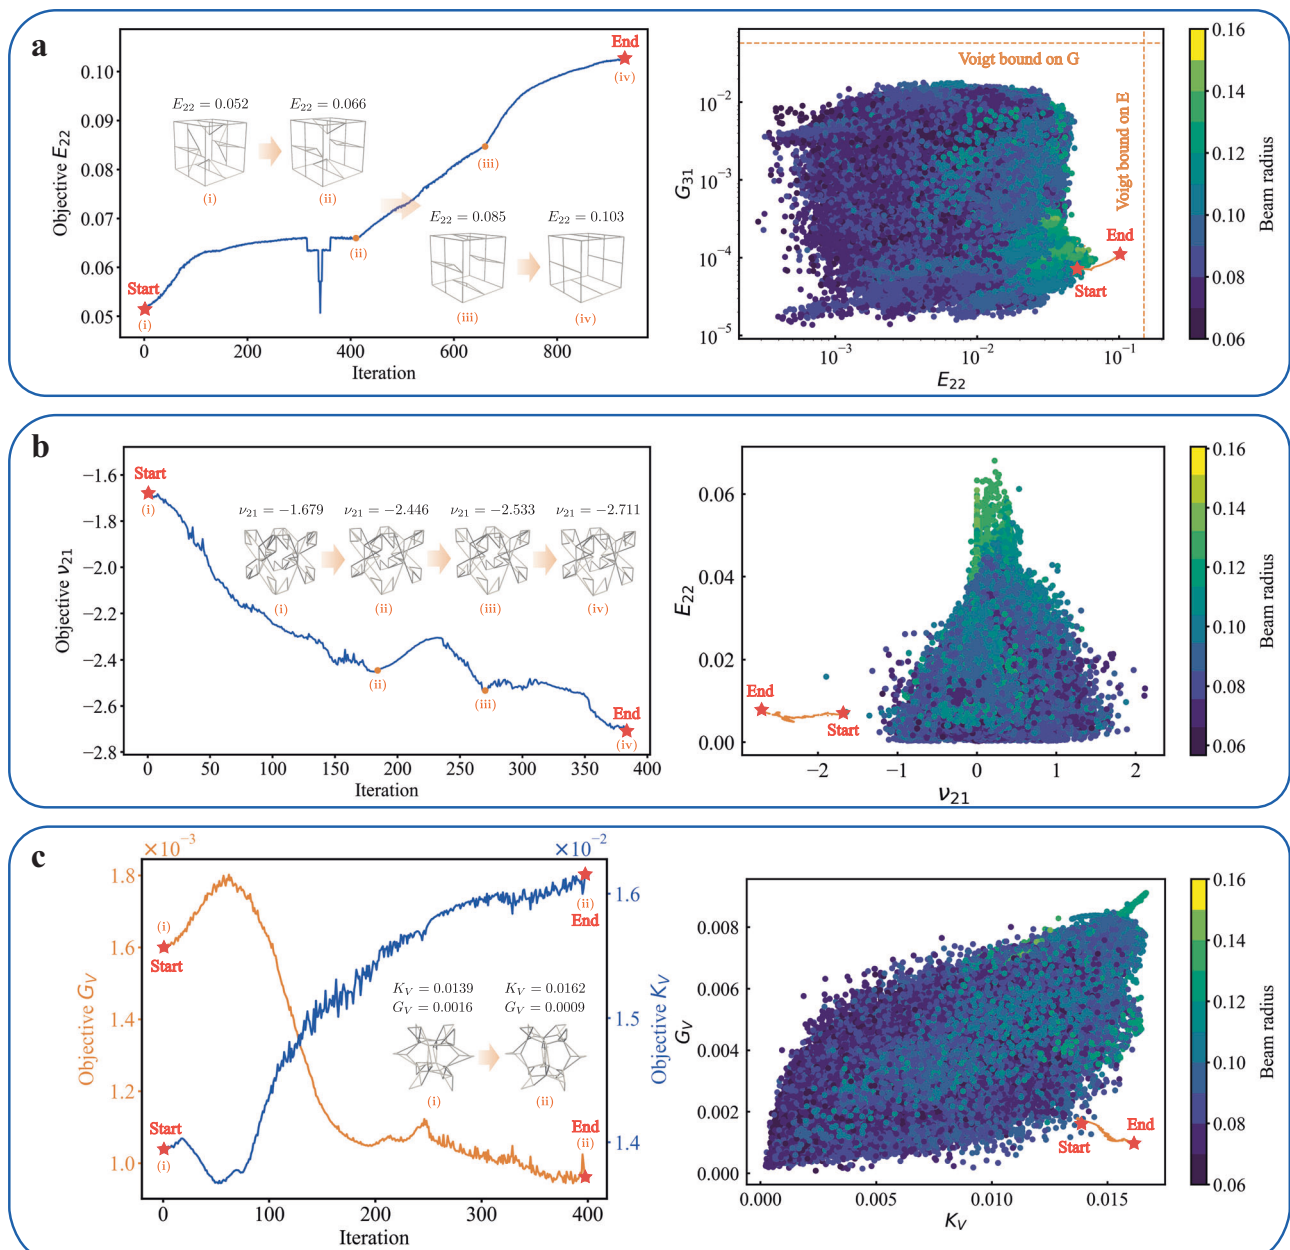 a
Objective E22
0.10
0.09
0.08
0.07
0.06
0.05
0
200
400
600
800
Iteration
Start
(i)
E22 = 0.052
E22 = 0.066
(i)
(ii)
(ii)
(iii)
E22 = 0.085
E22 = 0.103
(iii)
(iv)
End
(iv)
G31
10⁻²
10⁻³
10⁻⁴
10⁻⁵
10⁻³
10⁻²
10⁻¹
E22
Voigt bound on G
Voigt bound on E
End
Start
0.16
0.14
0.12
0.10
0.08
0.06
Beam radius
b
Objective ν21
−1.6
−1.8
−2.0
−2.2
−2.4
−2.6
−2.8
0
50
100
150
200
250
300
350
400
Iteration
Start
(i)
ν21 = −1.679
ν21 = −2.446
ν21 = −2.533
ν21 = −2.711
(i)
(ii)
(iii)
(iv)
(ii)
(iii)
End
(iv)
E22
0.06
0.04
0.02
0.00
−2
−1
0
1
2
ν21
End
Start
0.16
0.14
0.12
0.10
0.08
0.06
Beam radius
c
×10⁻³
×10⁻²
Objective GV
1.8
1.6
1.4
1.2
1.0
Objective KV
1.6
1.5
1.4
0
100
200
300
400
Iteration
(i)
Start
Start
(i)
(ii)
End
End
(ii)
KV = 0.0139
GV = 0.0016
KV = 0.0162
GV = 0.0009
(i)
(ii)
GV
0.008
0.006
0.004
0.002
0.000
0.000
0.005
0.010
0.015
KV
Start
End
0.16
0.14
0.12
0.10
0.08
0.06
Beam radius